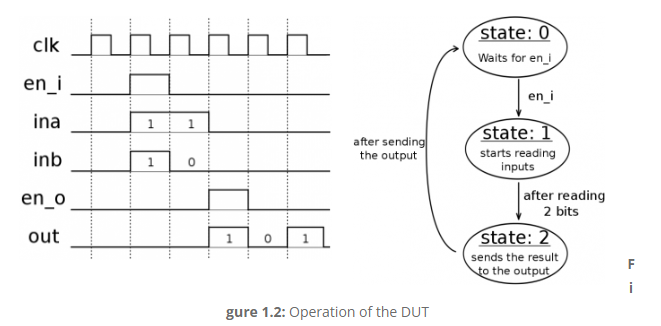 clk
en_i
ina 1 1
inb 1 0
en_o
out 1 0 1
state: 0
Waits for en_i
en_i
state: 1
starts reading
inputs
after sending
the output
after reading
2 bits
state: 2
sends the result
to the output
F
i
gure 1.2: Operation of the DUT